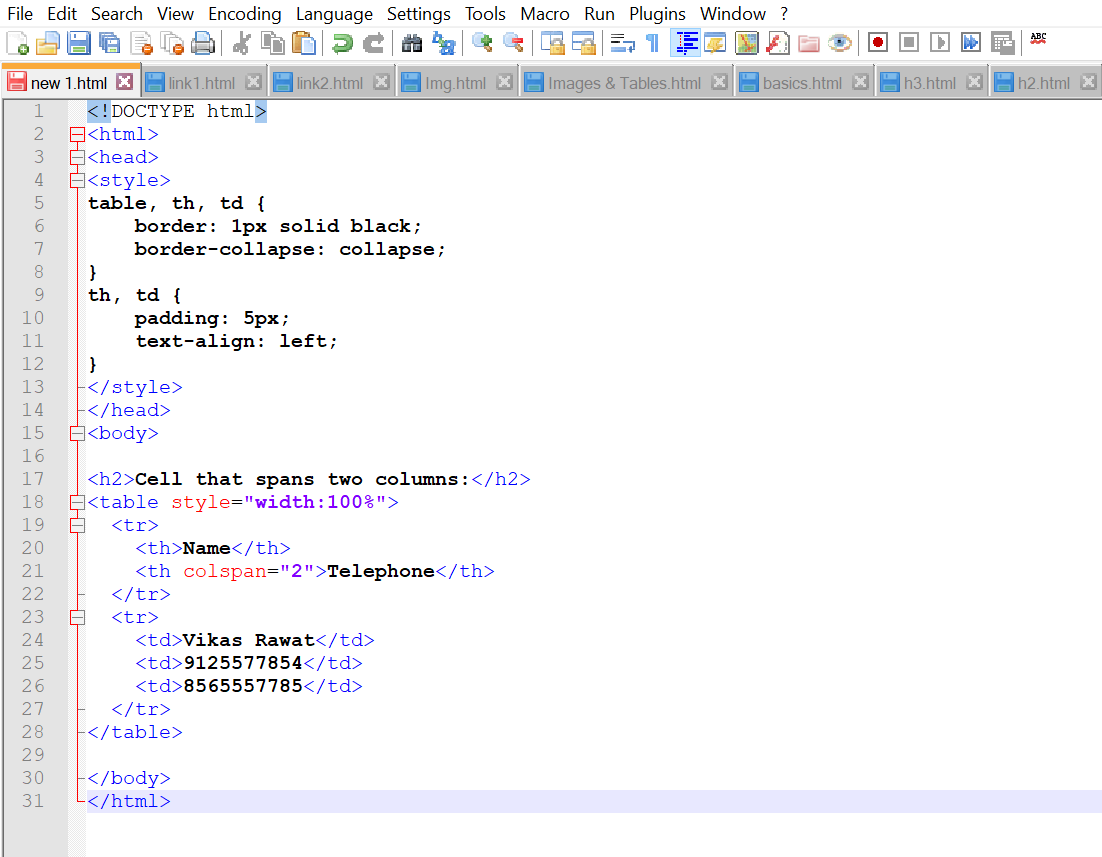 File Edit Search View Encoding Language Settings Tools Macro Run Plugins Window ?
ABC
new 1.html link1.html link2.html Img.html Images & Tables.html basics.html h3.html h2.html
1 <!DOCTYPE html>
2 <html>
3 <head>
4 <style>
5 table, th, td {
6     border: 1px solid black;
7     border-collapse: collapse;
8 }
9 th, td {
10     padding: 5px;
11     text-align: left;
12 }
13 </style>
14 </head>
15 <body>
16
17 <h2>Cell that spans two columns:</h2>
18 <table style="width:100%">
19   <tr>
20     <th>Name</th>
21     <th colspan="2">Telephone</th>
22   </tr>
23   <tr>
24     <td>Vikas Rawat</td>
25     <td>9125577854</td>
26     <td>8565557785</td>
27   </tr>
28 </table>
29
30 </body>
31 </html>